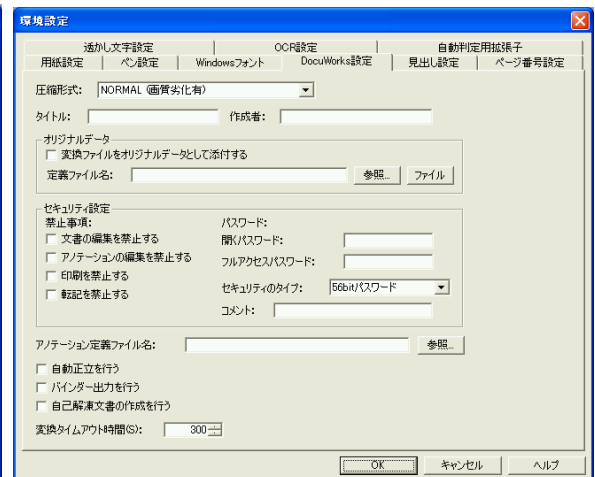 環境設定
透かし文字設定 OCR設定 自動判定用拡張子
用紙設定 ペン設定 Windowsフォント DocuWorks設定 見出し設定 ページ番号設定
圧縮形式: NORMAL (画質劣化有)
タイトル: 作成者:
オリジナルデータ
変換ファイルをオリジナルデータとして添付する
定義ファイル名: 参照... ファイル
セキュリティ設定
禁止事項: パスワード:
文書の編集を禁止する 開くパスワード:
アノテーションの編集を禁止する フルアクセスパスワード:
印刷を禁止する
転記を禁止する セキュリティのタイプ: 56bitパスワード
コメント:
アノテーション定義ファイル名: 参照...
自動正立を行う
バインダー出力を行う
自己解凍文書の作成を行う
変換タイムアウト時間(S): 300
OK キャンセル ヘルプ